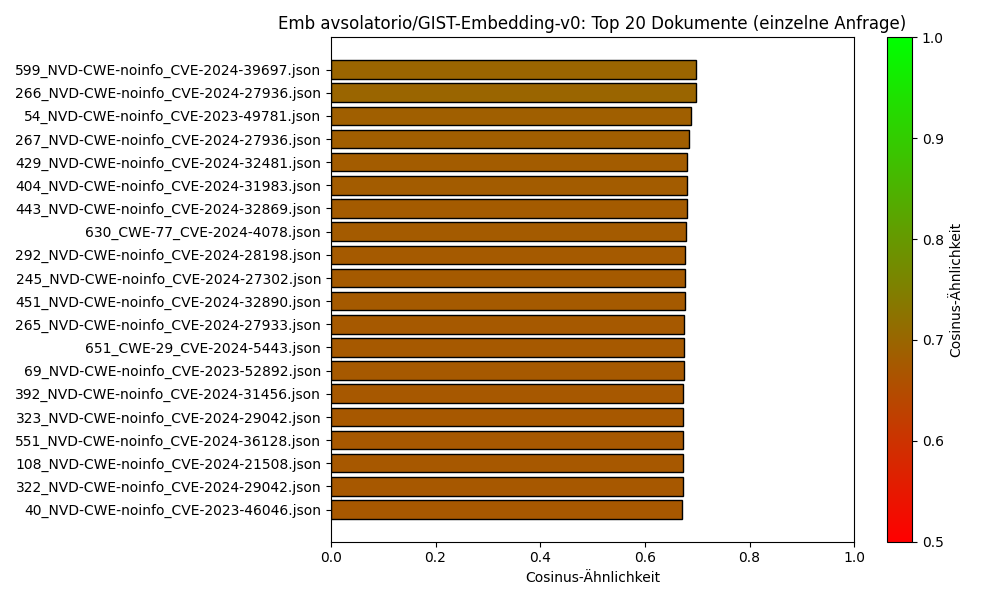 Emb avsolatorio/GIST-Embedding-v0: Top 20 Dokumente (einzelne Anfrage)
599_NVD-CWE-noinfo_CVE-2024-39697.json
266_NVD-CWE-noinfo_CVE-2024-27936.json
54_NVD-CWE-noinfo_CVE-2023-49781.json
267_NVD-CWE-noinfo_CVE-2024-27936.json
429_NVD-CWE-noinfo_CVE-2024-32481.json
404_NVD-CWE-noinfo_CVE-2024-31983.json
443_NVD-CWE-noinfo_CVE-2024-32869.json
630_CWE-77_CVE-2024-4078.json
292_NVD-CWE-noinfo_CVE-2024-28198.json
245_NVD-CWE-noinfo_CVE-2024-27302.json
451_NVD-CWE-noinfo_CVE-2024-32890.json
265_NVD-CWE-noinfo_CVE-2024-27933.json
651_CWE-29_CVE-2024-5443.json
69_NVD-CWE-noinfo_CVE-2023-52892.json
392_NVD-CWE-noinfo_CVE-2024-31456.json
323_NVD-CWE-noinfo_CVE-2024-29042.json
551_NVD-CWE-noinfo_CVE-2024-36128.json
108_NVD-CWE-noinfo_CVE-2024-21508.json
322_NVD-CWE-noinfo_CVE-2024-29042.json
40_NVD-CWE-noinfo_CVE-2023-46046.json
0.0 0.2 0.4 0.6 0.8 1.0
Cosinus-Ähnlichkeit
1.0
0.9
0.8
0.7
0.6
0.5
Cosinus-Ähnlichkeit